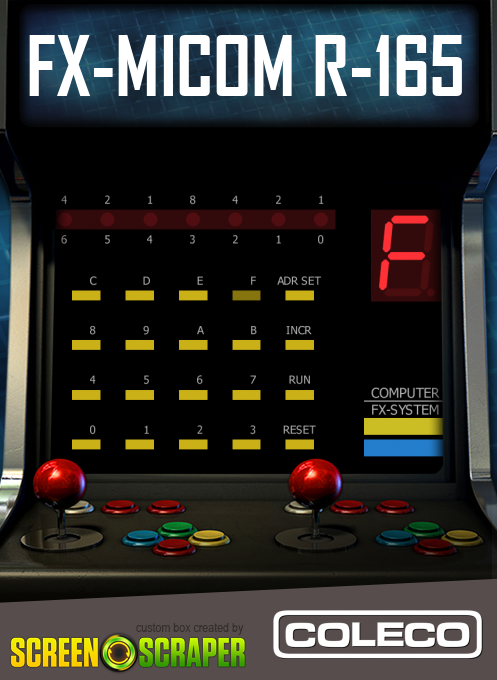 FX-MICOM R-165
4 2 1 8 4 2 1
6 5 4 3 2 1 0
F
C D E F ADR SET
8 9 A B INCR
4 5 6 7 RUN
COMPUTER
FX-SYSTEM
0 1 2 3 RESET
custom box created by
SCREEN SCRAPER
COLECO